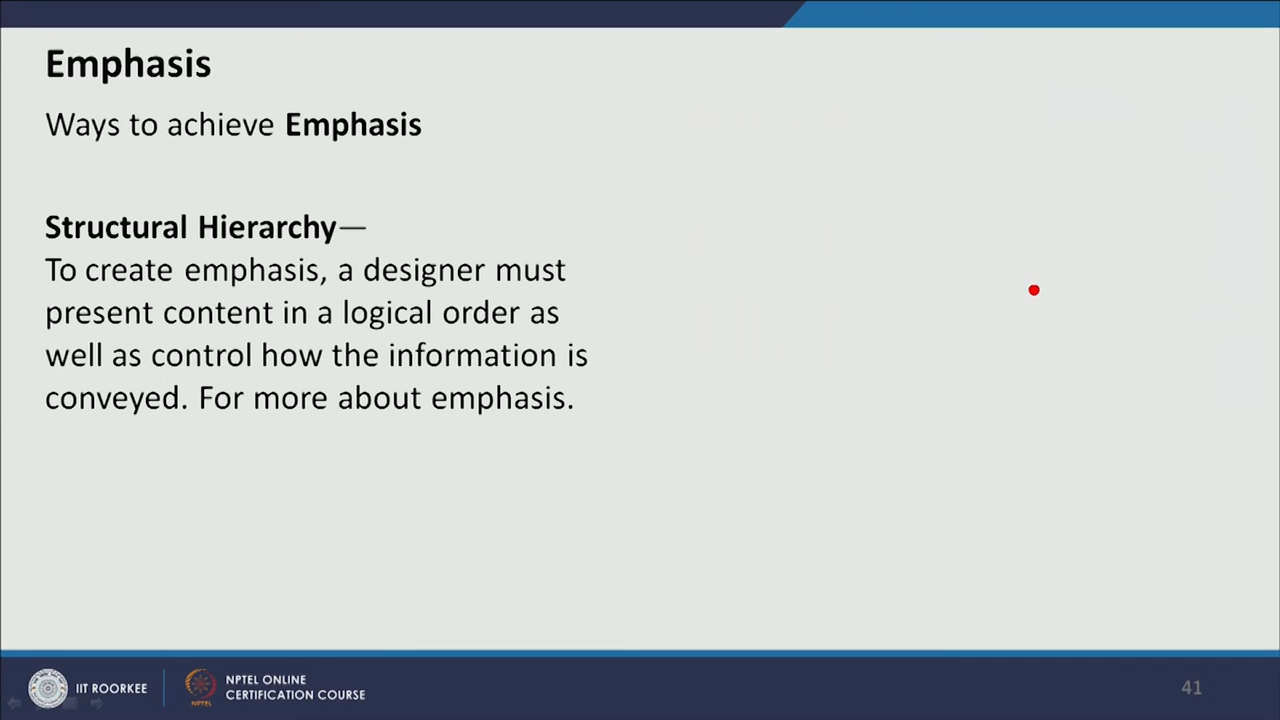 Emphasis
Ways to achieve Emphasis
Structural Hierarchy—
To create emphasis, a designer must
present content in a logical order as
well as control how the information is
conveyed. For more about emphasis.
IIT ROORKEE
NPTEL
NPTEL ONLINE
CERTIFICATION COURSE
41